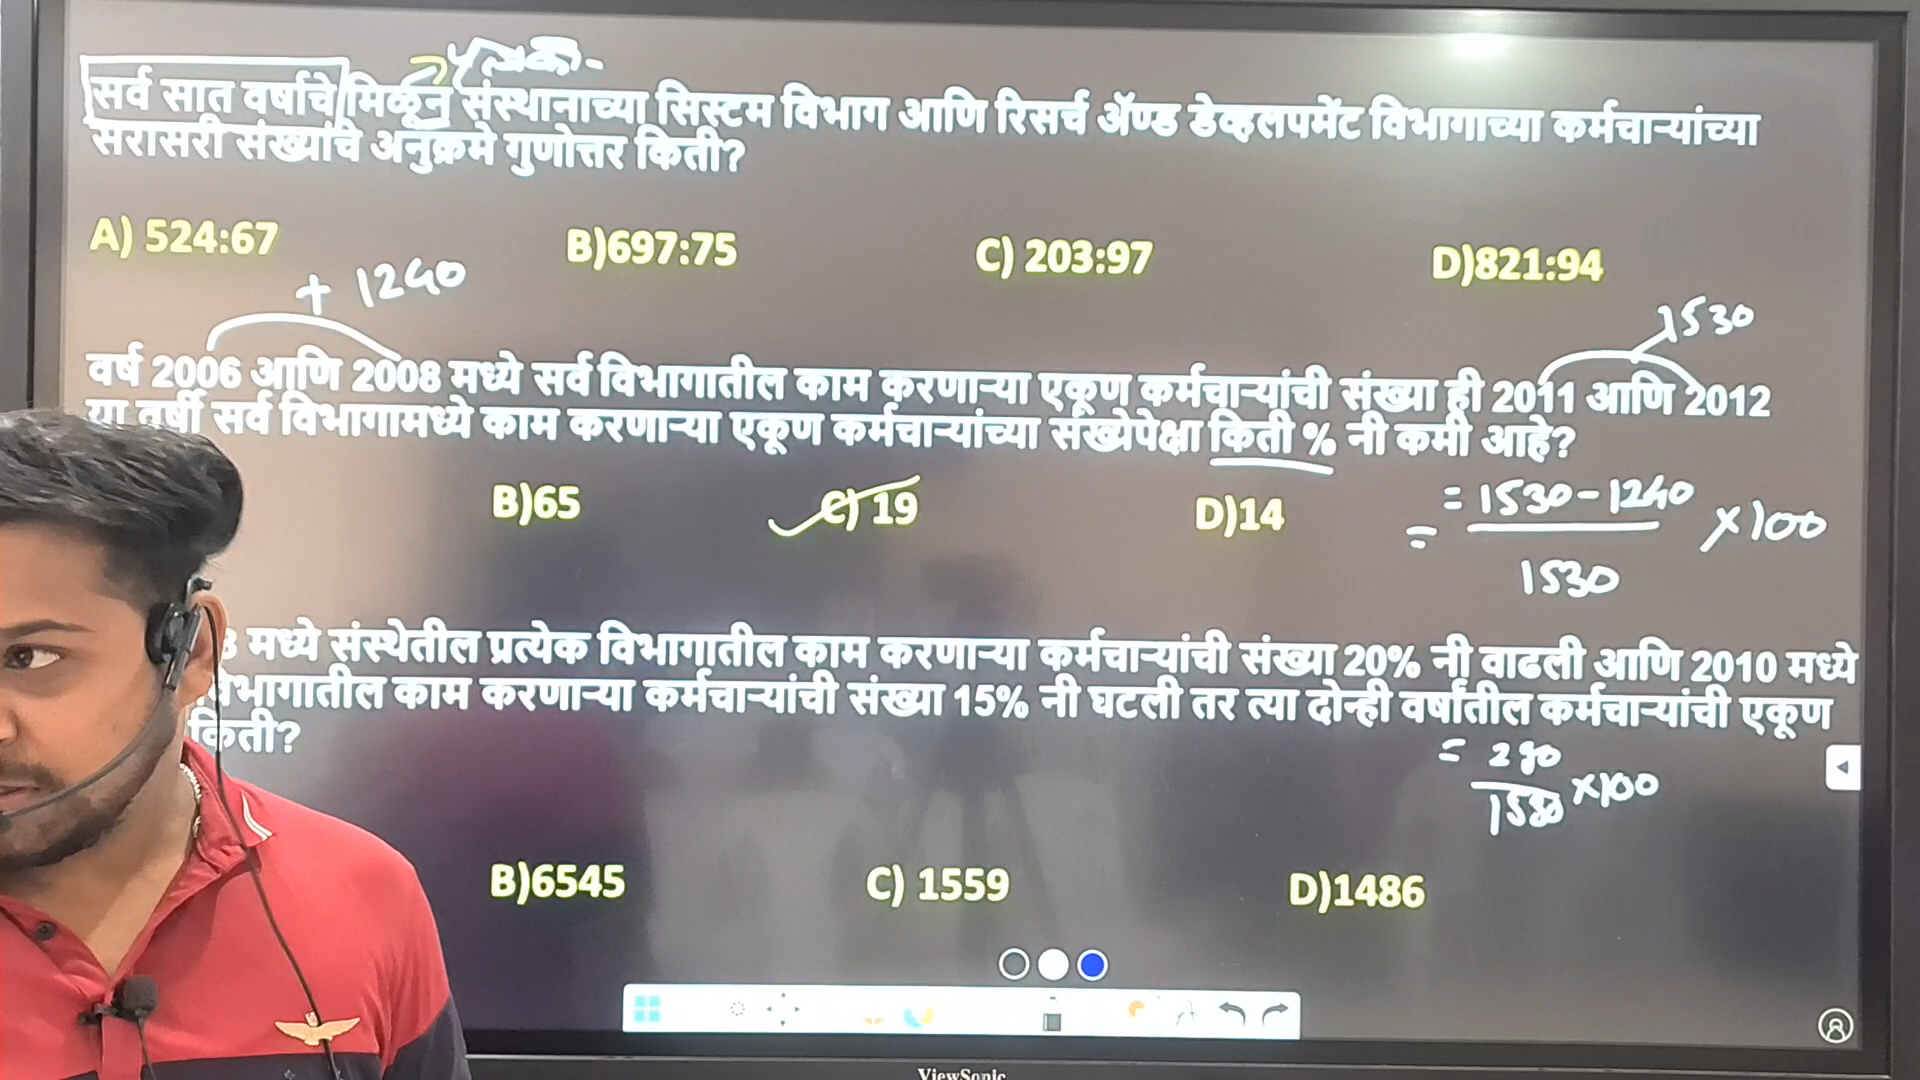 सर्व सात वर्षाचे मिळून संस्थानाच्या सिस्टम विभाग आणि रिसर्च ॲण्ड डेव्हलपमेंट विभागाच्या कर्मचाऱ्यांच्या
सरासरी संख्यांचे अनुक्रमे गुणोत्तर किती?
A) 524:67 B)697:75 C) 203:97 D)821:94
+ 1240
1530
वर्ष 2006 आणि 2008 मध्ये सर्व विभागातील काम करणाऱ्या एकूण कर्मचाऱ्यांची संख्या ही 2011 आणि 2012
या वर्षी सर्व विभागामध्ये काम करणाऱ्या एकूण कर्मचाऱ्यांच्या संख्येपेक्षा किती % नी कमी आहे?
B)65 C) 19 D)14
= = 1530-1240 × 100
1530
मध्ये संस्थेतील प्रत्येक विभागातील काम करणाऱ्या कर्मचाऱ्यांची संख्या 20% नी वाढली आणि 2010 मध्ये
विभागातील काम करणाऱ्या कर्मचाऱ्यांची संख्या 15% नी घटली तर त्या दोन्ही वर्षांतील कर्मचाऱ्यांची एकूण
किती?
= 290
1530 ×100
B)6545 C) 1559 D)1486
ViewSonic